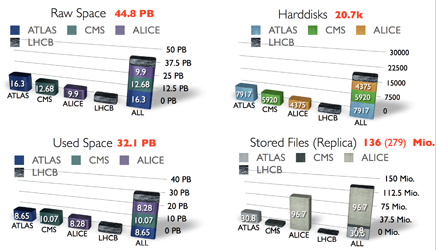 Raw Space 44.8 PB
ATLAS CMS ALICE
LHCB
50 PB
37.5 PB
25 PB
12.5 PB
0 PB
9.9
12.68
16.3
16.3 12.68 9.9
ATLAS CMS ALICE LHCB ALL
Harddisks 20.7k
ATLAS CMS ALICE
LHCB
30000
22500
15000
7500
0
4375
5920
7917
7917 5920 4375
ATLAS CMS ALICE LHCB ALL
Used Space 32.1 PB
ATLAS CMS ALICE
LHCB
40 PB
30 PB
20 PB
10 PB
0 PB
8.28
10.07
8.65
8.65 10.07 8.28
ATLAS CMS ALICE LHCB ALL
Stored Files (Replica) 136 (279) Mio.
ATLAS CMS ALICE
LHCB
150 Mio.
112.5 Mio.
75 Mio.
37.5 Mio.
0 Mio.
96.7
30.8 96.7
ATLAS CMS ALICE LHCB ALL